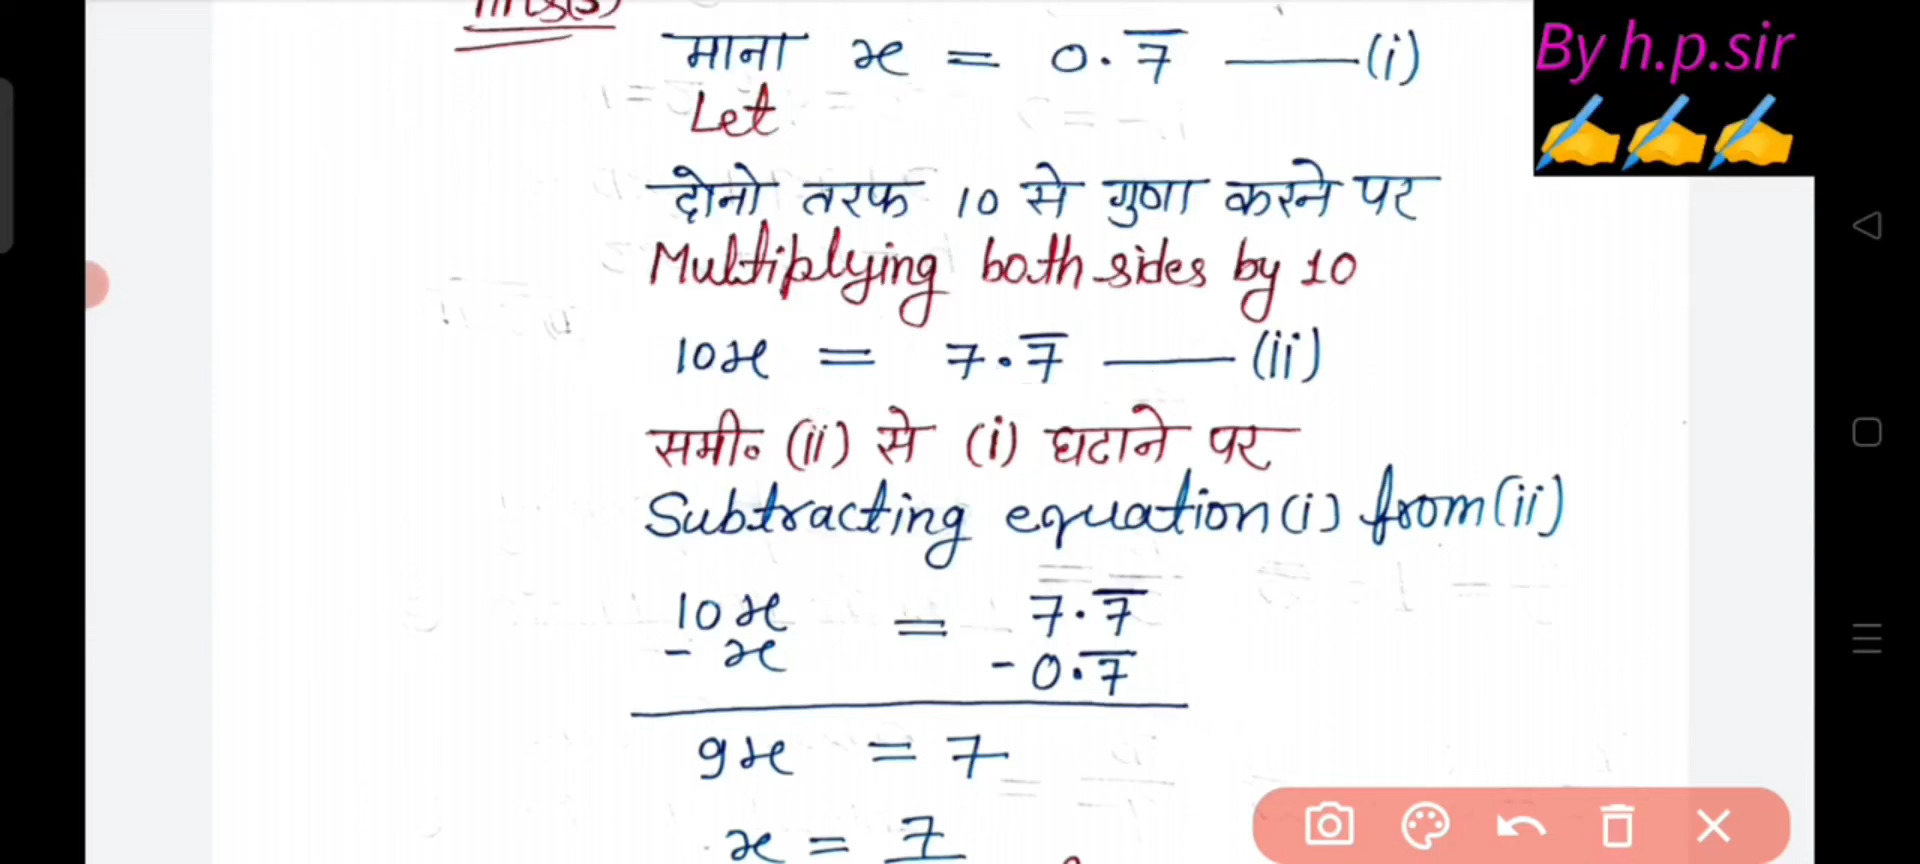 माना x = 0.7̅ —— (i)
Let
दोनो तरफ 10 से गुणा करने पर
Multiplying both sides by 10
10x = 7.7̅ —— (ii)
समी० (ii) से (i) घटाने पर
Subtracting equation (i) from (ii)
10x = 7.7̅
- x - 0.7̅
9x = 7
x = 7
By h.p.sir